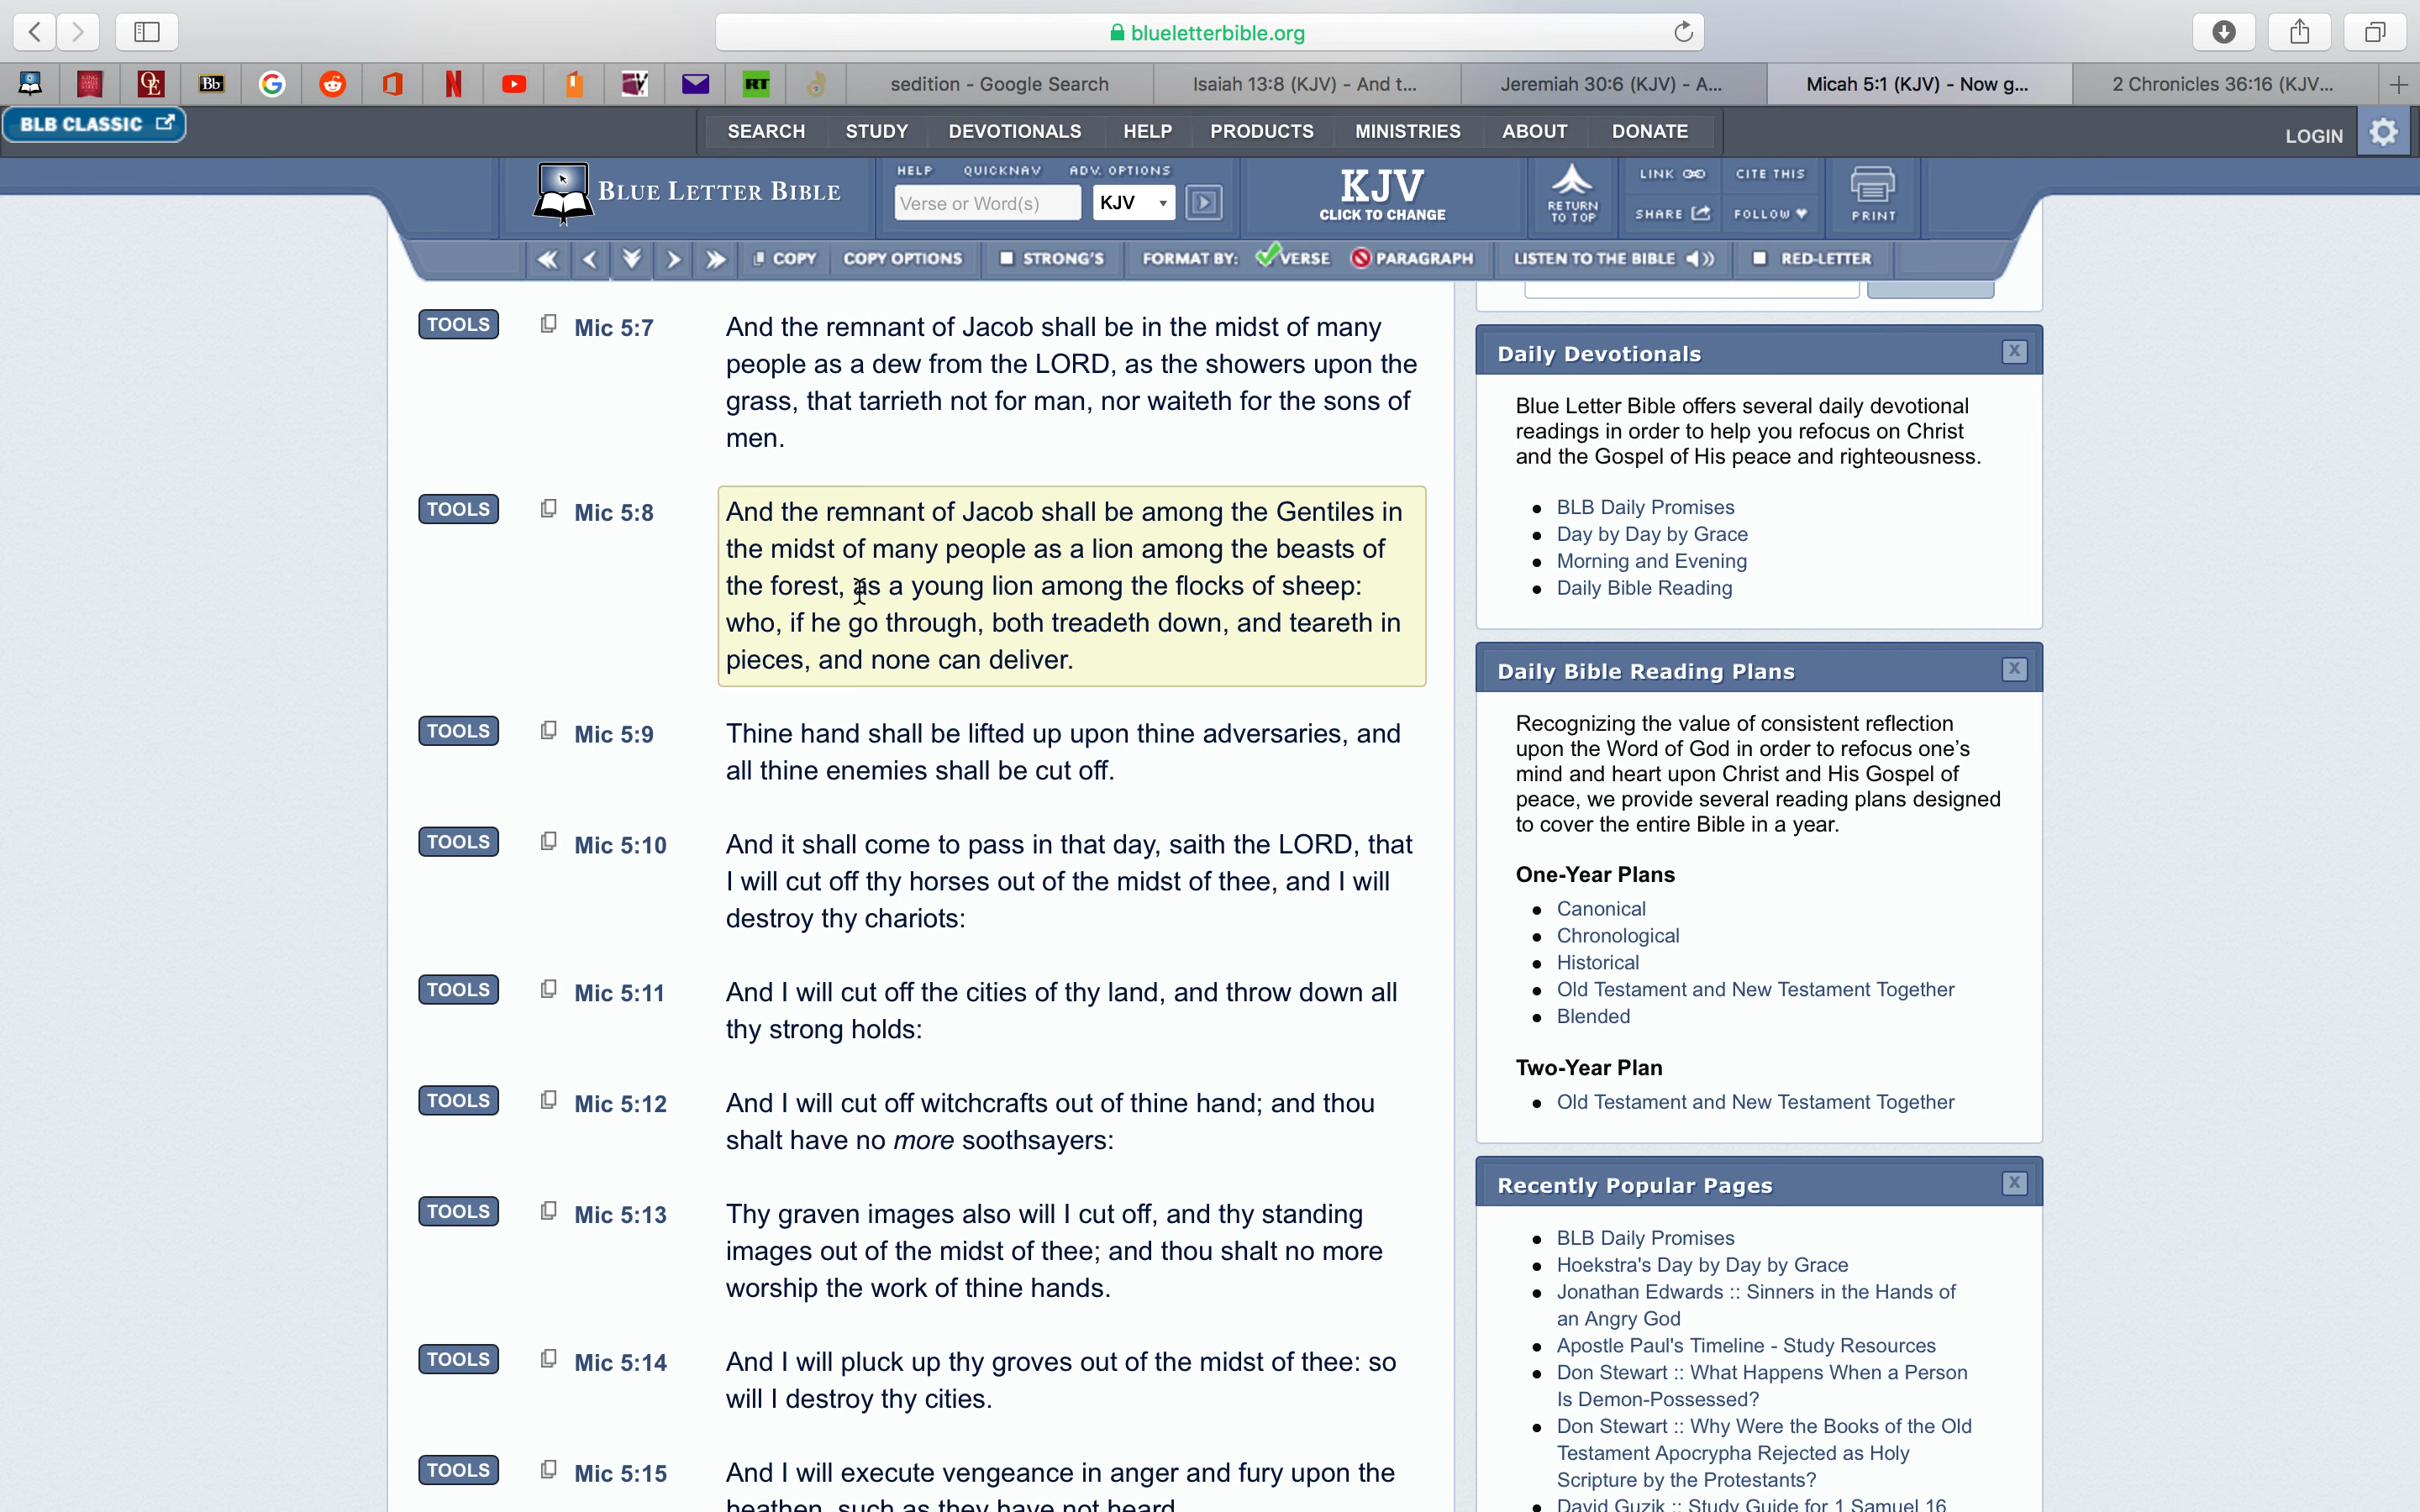 blueletterbible.org
Bb
RT
sedition - Google Search
Isaiah 13:8 (KJV) - And t...
Jeremiah 30:6 (KJV) - A...
Micah 5:1 (KJV) - Now g...
2 Chronicles 36:16 (KJV...
BLB CLASSIC
SEARCH STUDY DEVOTIONALS HELP PRODUCTS MINISTRIES ABOUT DONATE
LOGIN
BLUE LETTER BIBLE
HELP QUICKNAV ADV. OPTIONS
Verse or Word(s)
KJV
KJV
CLICK TO CHANGE
RETURN
TO TOP
LINK
CITE THIS
SHARE
FOLLOW
PRINT
COPY
COPY OPTIONS
STRONG'S
FORMAT BY: VERSE PARAGRAPH
LISTEN TO THE BIBLE
RED-LETTER
TOOLS Mic 5:7 And the remnant of Jacob shall be in the midst of many
people as a dew from the LORD, as the showers upon the
grass, that tarrieth not for man, nor waiteth for the sons of
men.
TOOLS Mic 5:8 And the remnant of Jacob shall be among the Gentiles in
the midst of many people as a lion among the beasts of
the forest, as a young lion among the flocks of sheep:
who, if he go through, both treadeth down, and teareth in
pieces, and none can deliver.
TOOLS Mic 5:9 Thine hand shall be lifted up upon thine adversaries, and
all thine enemies shall be cut off.
TOOLS Mic 5:10 And it shall come to pass in that day, saith the LORD, that
I will cut off thy horses out of the midst of thee, and I will
destroy thy chariots:
TOOLS Mic 5:11 And I will cut off the cities of thy land, and throw down all
thy strong holds:
TOOLS Mic 5:12 And I will cut off witchcrafts out of thine hand; and thou
shalt have no more soothsayers:
TOOLS Mic 5:13 Thy graven images also will I cut off, and thy standing
images out of the midst of thee; and thou shalt no more
worship the work of thine hands.
TOOLS Mic 5:14 And I will pluck up thy groves out of the midst of thee: so
will I destroy thy cities.
TOOLS Mic 5:15 And I will execute vengeance in anger and fury upon the
heathen, such as they have not heard.
Daily Devotionals
X
Blue Letter Bible offers several daily devotional
readings in order to help you refocus on Christ
and the Gospel of His peace and righteousness.
BLB Daily Promises
Day by Day by Grace
Morning and Evening
Daily Bible Reading
Daily Bible Reading Plans
X
Recognizing the value of consistent reflection
upon the Word of God in order to refocus one's
mind and heart upon Christ and His Gospel of
peace, we provide several reading plans designed
to cover the entire Bible in a year.
One-Year Plans
Canonical
Chronological
Historical
Old Testament and New Testament Together
Blended
Two-Year Plan
Old Testament and New Testament Together
Recently Popular Pages
X
BLB Daily Promises
Hoekstra's Day by Day by Grace
Jonathan Edwards :: Sinners in the Hands of
an Angry God
Apostle Paul's Timeline - Study Resources
Don Stewart :: What Happens When a Person
Is Demon-Possessed?
Don Stewart :: Why Were the Books of the Old
Testament Apocrypha Rejected as Holy
Scripture by the Protestants?
David Guzik :: Study Guide for 1 Samuel 16